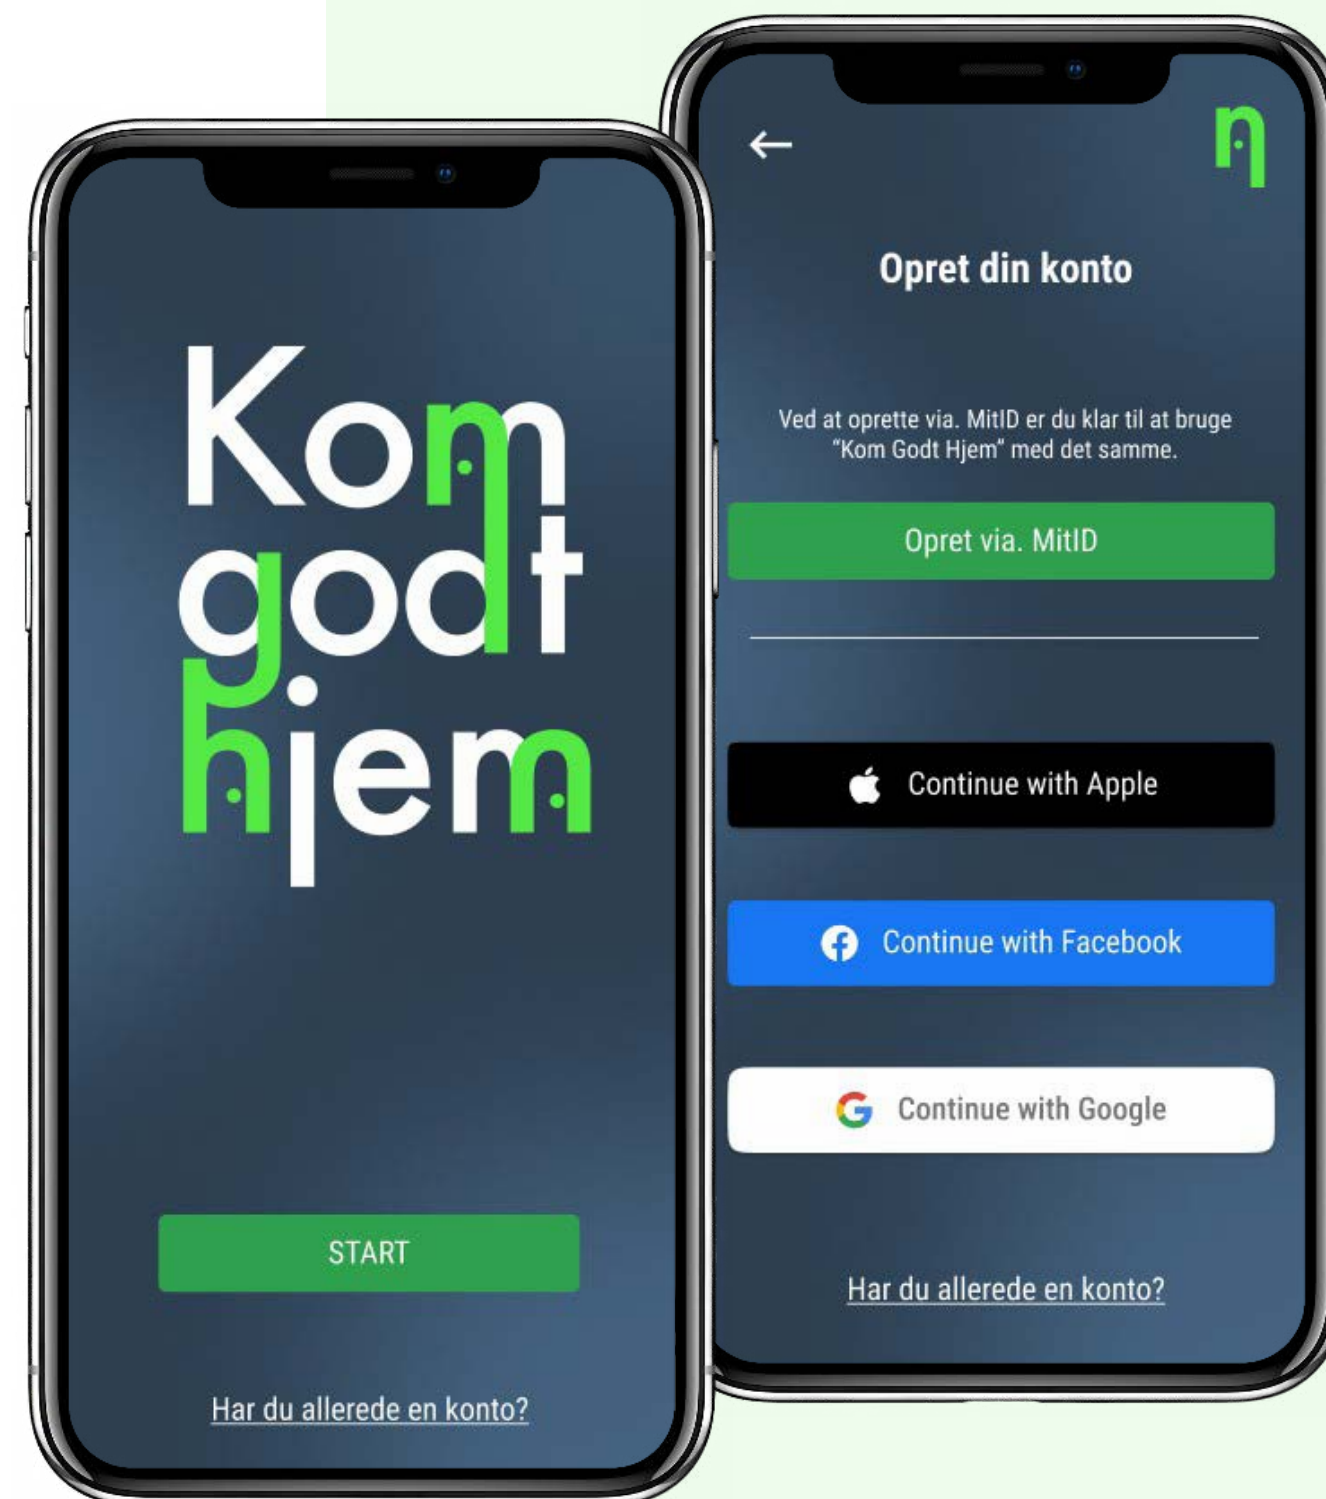 Kom
godt
hjem
START
Har du allerede en konto?
Opret din konto
Ved at oprette via. MitID er du klar til at bruge
“Kom Godt Hjem” med det samme.
Opret via. MitID
Continue with Apple
Continue with Facebook
Continue with Google
Har du allerede en konto?